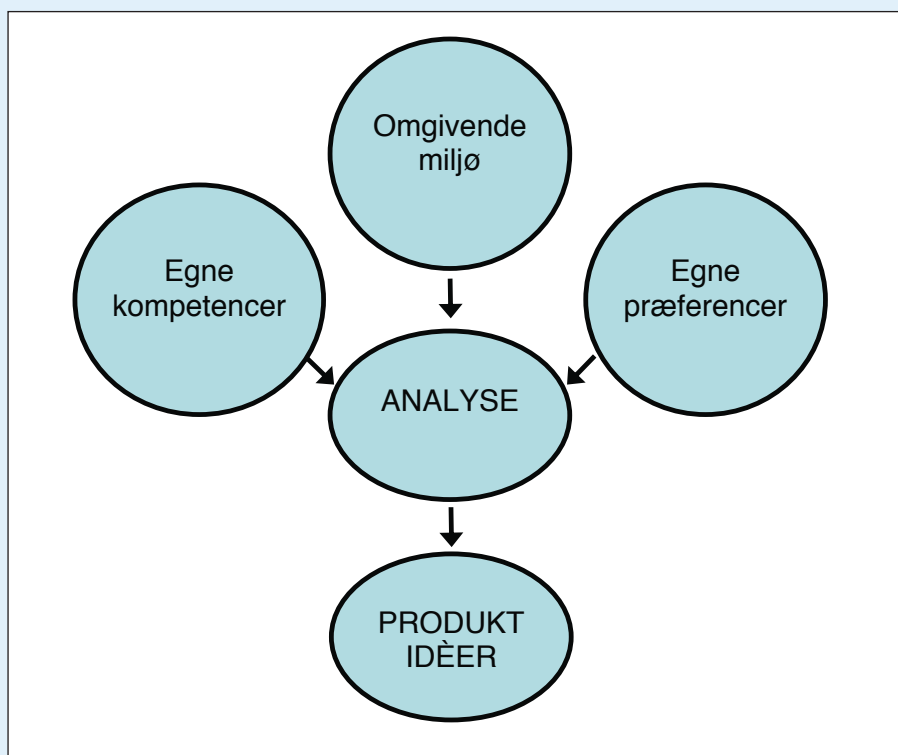 Omgivende
miljø
Egne
kompetencer
Egne
præferencer
ANALYSE
PRODUKT
IDÈER